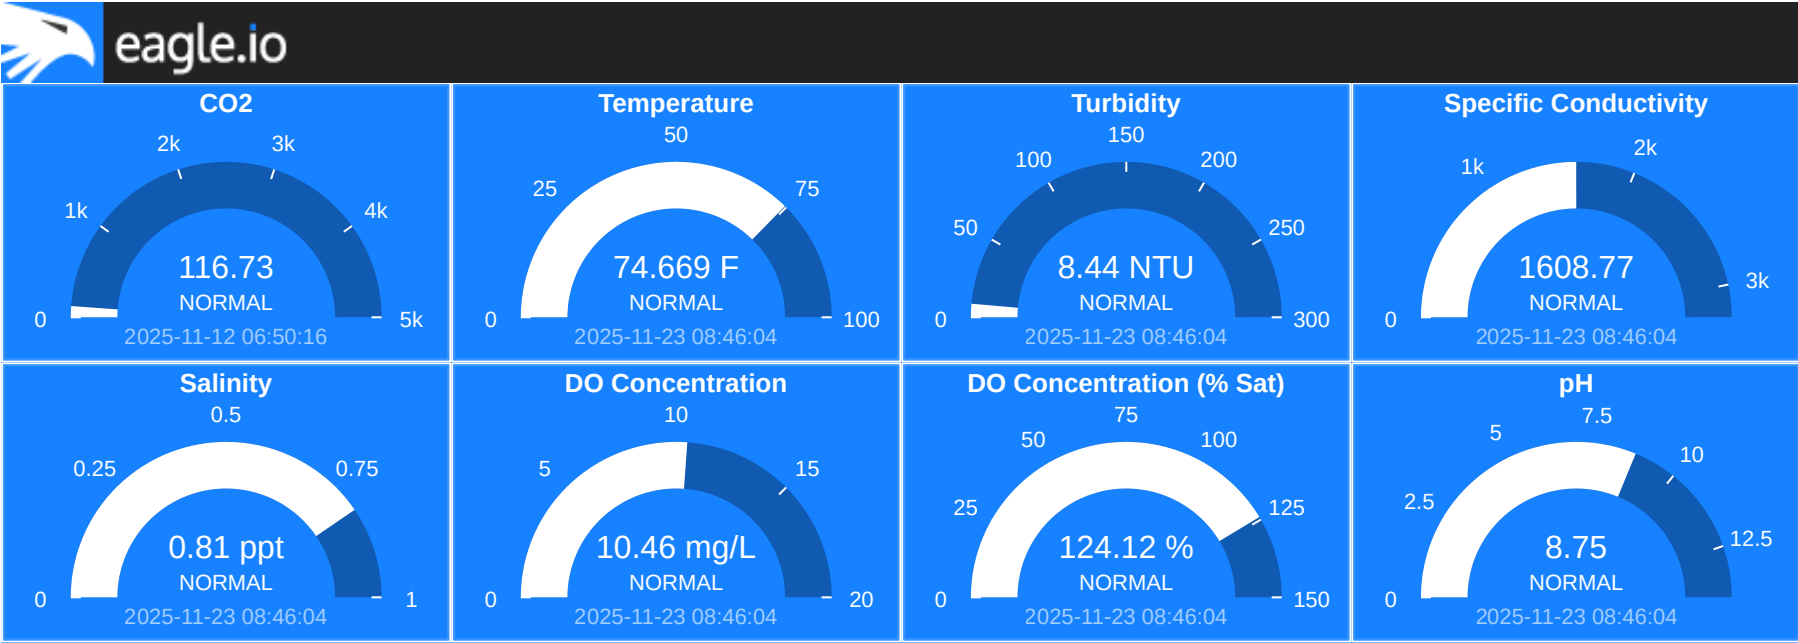 eagle.io
CO2
2k
3k
1k
4k
116.73
NORMAL
0
5k
2025-11-12 06:50:16
Temperature
50
25
75
74.669 F
NORMAL
0
100
2025-11-23 08:46:04
Turbidity
150
100
200
50
250
8.44 NTU
NORMAL
0
300
2025-11-23 08:46:04
Specific Conductivity
2k
1k
1608.77
3k
NORMAL
0
2025-11-23 08:46:04
Salinity
0.5
0.25
0.75
0.81 ppt
NORMAL
0
1
2025-11-23 08:46:04
DO Concentration
10
5
15
10.46 mg/L
NORMAL
0
20
2025-11-23 08:46:04
DO Concentration (% Sat)
75
50
100
25
125
124.12 %
NORMAL
0
150
2025-11-23 08:46:04
pH
7.5
5
10
2.5
12.5
8.75
NORMAL
0
2025-11-23 08:46:04